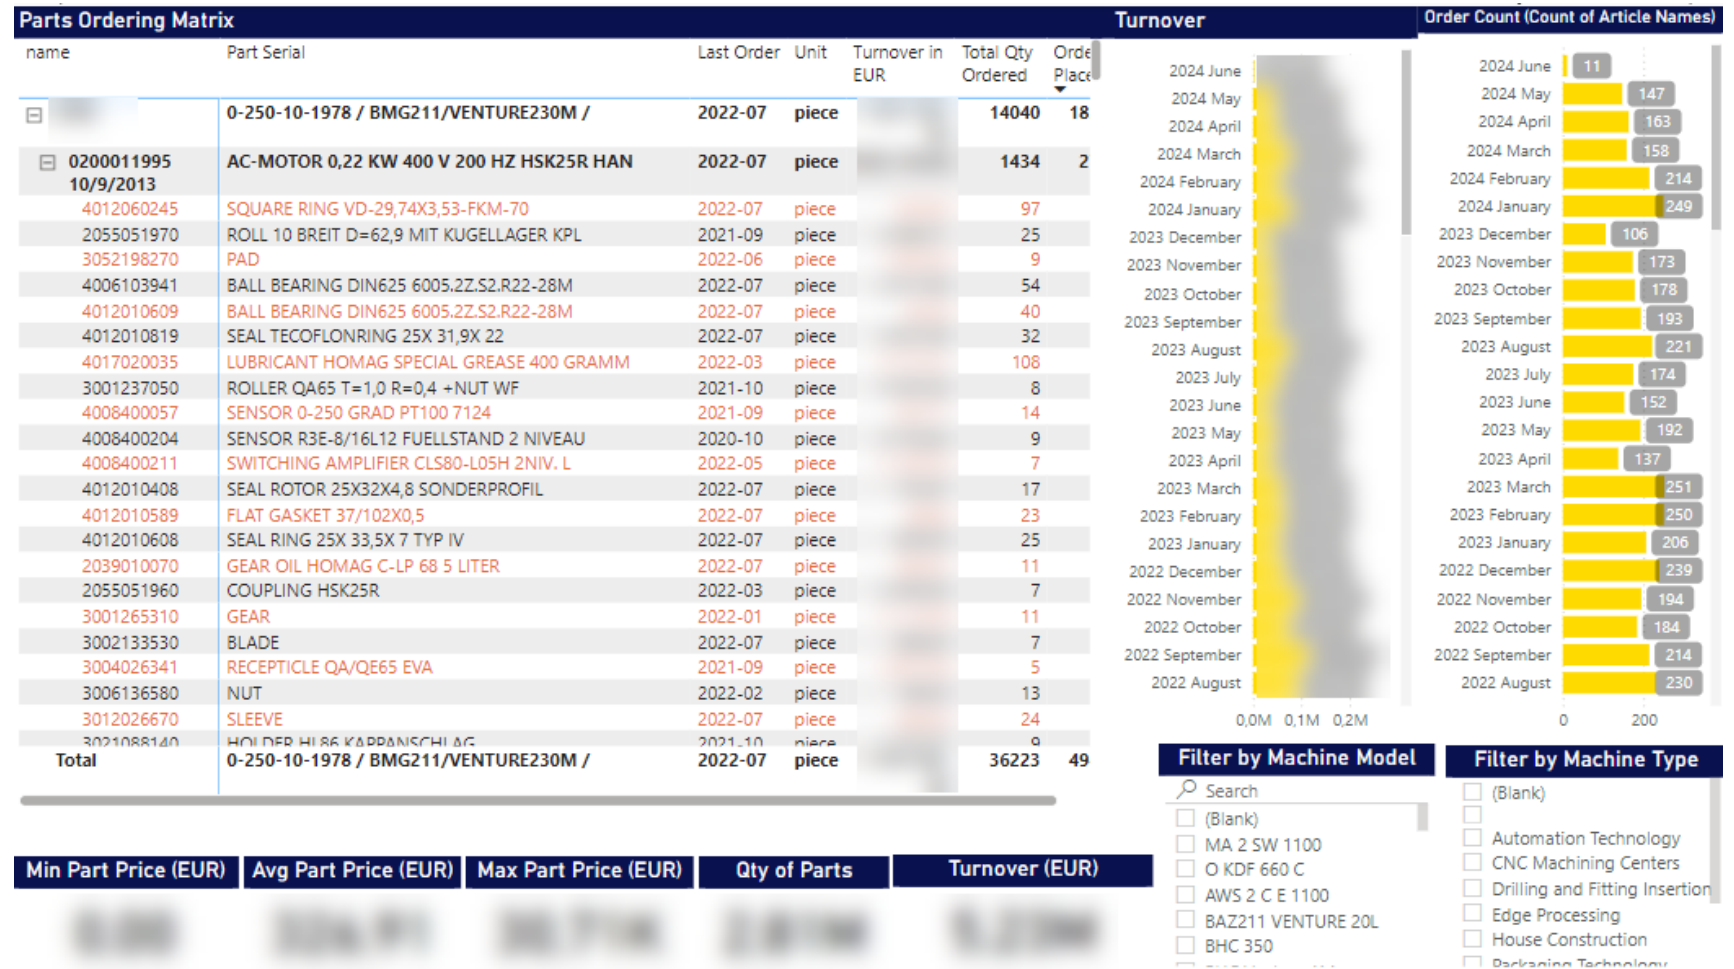 Parts Ordering Matrix
name Part Serial Last Order Unit Turnover in EUR Total Qty Ordered Orde Place
0-250-10-1978 / BMG211/VENTURE230M / 2022-07 piece 14040 18
0200011995 10/9/2013 AC-MOTOR 0,22 KW 400 V 200 HZ HSK25R HAN 2022-07 piece 1434 2
4012060245 SQUARE RING VD-29,74X3,53-FKM-70 2022-07 piece 97
2055051970 ROLL 10 BREIT D=62,9 MIT KUGELLAGER KPL 2021-09 piece 25
3052198270 PAD 2022-06 piece 9
4006103941 BALL BEARING DIN625 6005.2Z.S2.R22-28M 2022-07 piece 54
4012010609 BALL BEARING DIN625 6005.2Z.S2.R22-28M 2022-07 piece 40
4012010819 SEAL TECOFLONRING 25X 31,9X 22 2022-07 piece 32
4017020035 LUBRICANT HOMAG SPECIAL GREASE 400 GRAMM 2022-03 piece 108
3001237050 ROLLER QA65 T=1,0 R=0,4 +NUT WF 2021-10 piece 8
4008400057 SENSOR 0-250 GRAD PT100 7124 2021-09 piece 14
4008400204 SENSOR R3E-8/16L12 FUELLSTAND 2 NIVEAU 2020-10 piece 9
4008400211 SWITCHING AMPLIFIER CLS80-L05H 2NIV. L 2022-05 piece 7
4012010408 SEAL ROTOR 25X32X4,8 SONDERPROFIL 2022-07 piece 17
4012010589 FLAT GASKET 37/102X0,5 2022-07 piece 23
4012010608 SEAL RING 25X 33,5X 7 TYP IV 2022-07 piece 25
2039010070 GEAR OIL HOMAG C-LP 68 5 LITER 2022-07 piece 11
2055051960 COUPLING HSK25R 2022-03 piece 7
3001265310 GEAR 2022-01 piece 11
3002133530 BLADE 2022-07 piece 7
3004026341 RECEPTICLE QA/QE65 EVA 2021-09 piece 5
3006136580 NUT 2022-02 piece 13
3012026670 SLEEVE 2022-07 piece 24
3021088140 HOLDER HL86 KAPPANSCHLAG 2021-10 piece 9
Total 0-250-10-1978 / BMG211/VENTURE230M / 2022-07 piece 36223 49
Turnover
2024 June
2024 May
2024 April
2024 March
2024 February
2024 January
2023 December
2023 November
2023 October
2023 September
2023 August
2023 July
2023 June
2023 May
2023 April
2023 March
2023 February
2023 January
2022 December
2022 November
2022 October
2022 September
2022 August
0,0M 0,1M 0,2M
Order Count (Count of Article Names)
2024 June 11
2024 May 147
2024 April 163
2024 March 158
2024 February 214
2024 January 249
2023 December 106
2023 November 173
2023 October 178
2023 September 193
2023 August 221
2023 July 174
2023 June 152
2023 May 192
2023 April 137
2023 March 251
2023 February 250
2023 January 206
2022 December 239
2022 November 194
2022 October 184
2022 September 214
2022 August 230
0 200
Filter by Machine Model
Search
(Blank)
MA 2 SW 1100
O KDF 660 C
AWS 2 C E 1100
BAZ211 VENTURE 20L
BHC 350
Filter by Machine Type
(Blank)
Automation Technology
CNC Machining Centers
Drilling and Fitting Insertion
Edge Processing
House Construction
Packaging Technology
Min Part Price (EUR)
Avg Part Price (EUR)
Max Part Price (EUR)
Qty of Parts
Turnover (EUR)